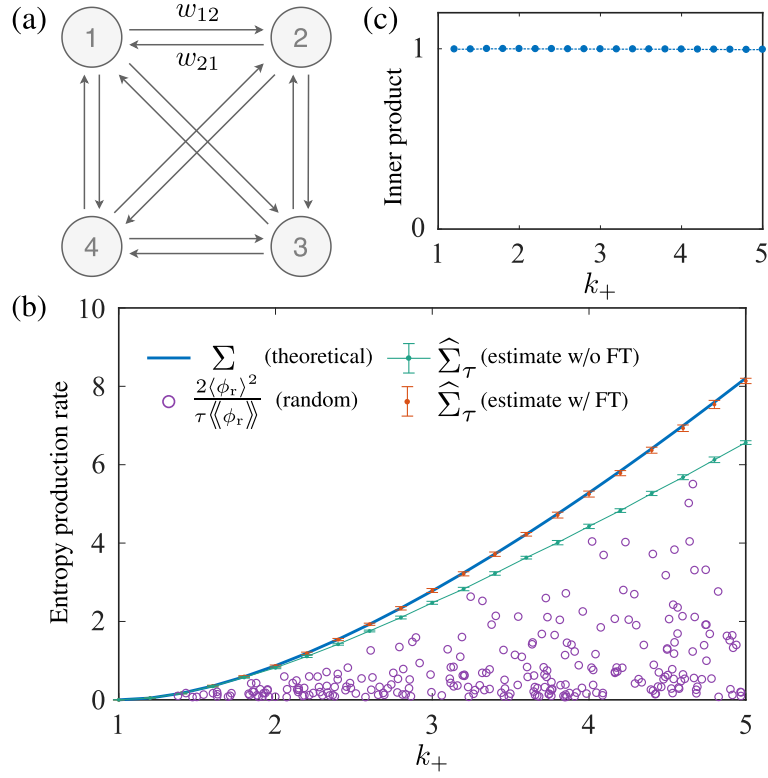 (a)
w₁₂
1
2
w₂₁
4
3
(c)
1
Inner product
0
1
2
3
4
5
k₊
(b)
10
8
6
4
2
0
Entropy production rate
Σ (theoretical)
Σ̂_τ (estimate w/o FT)
2⟨ϕᵣ⟩²/τ⟪ϕᵣ⟫ (random)
Σ̂_τ (estimate w/ FT)
1
2
3
4
5
k₊